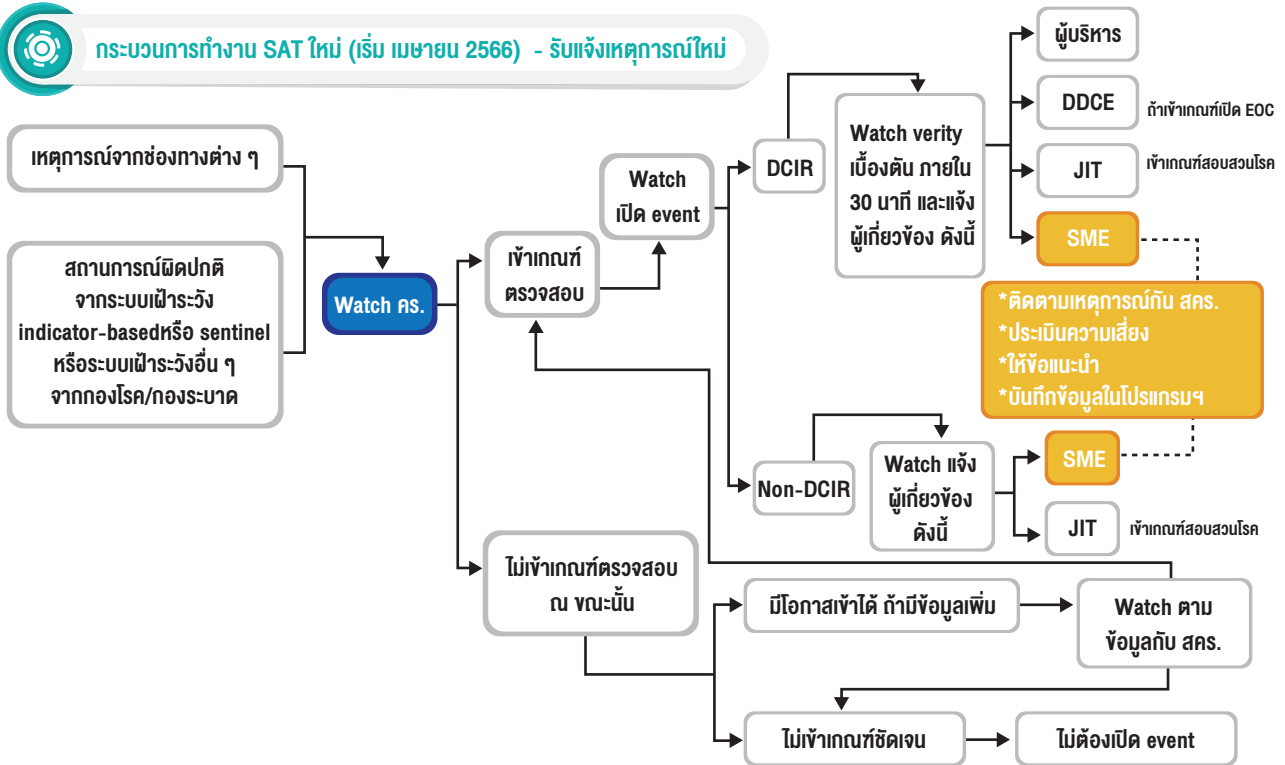 กระบวนการทำงาน SAT ใหม่ (เริ่ม เมษายน 2566) - รับแจ้งเหตุการณ์ใหม่
เหตุการณ์จากช่องทางต่าง ๆ
สถานการณ์ผิดปกติ
จากระบบเฝ้าระวัง
indicator-basedหรือ sentinel
หรือระบบเฝ้าระวังอื่น ๆ
จากกองโรค/กองระบาด
Watch คร.
เข้าเกณฑ์
ตรวจสอบ
Watch
เปิด event
DCIR
Watch verity
เบื้องต้น ภายใน
30 นาที และแจ้ง
ผู้เกี่ยวข้อง ดังนี้
ผู้บริหาร
DDCE
ถ้าเข้าเกณฑ์เปิด EOC
JIT
เข้าเกณฑ์สอบสวนโรค
SME
*ติดตามเหตุการณ์กับ สคร.
*ประเมินความเสี่ยง
*ให้ข้อแนะนำ
*บันทึกข้อมูลในโปรแกรมฯ
Non-DCIR
Watch แจ้ง
ผู้เกี่ยวข้อง
ดังนี้
SME
JIT
เข้าเกณฑ์สอบสวนโรค
ไม่เข้าเกณฑ์ตรวจสอบ
ณ ขณะนั้น
มีโอกาสเข้าได้ ถ้ามีข้อมูลเพิ่ม
Watch ตาม
ข้อมูลกับ สคร.
ไม่เข้าเกณฑ์ชัดเจน
ไม่ต้องเปิด event